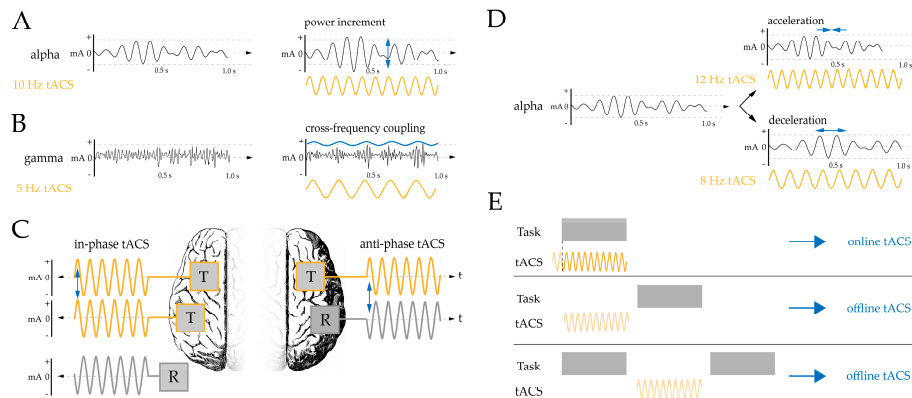 A
power increment
+
alpha
mA 0
-
0.5 s
1.0 s
+
mA 0
-
0.5 s
1.0 s
10 Hz tACS
B
cross-frequency coupling
+
gamma
mA 0
-
0.5 s
1.0 s
+
mA 0
-
0.5 s
1.0 s
5 Hz tACS
C
in-phase tACS
anti-phase tACS
+
mA 0
-
T
T
+
mA 0
-
T
R
t
t
+
mA 0
-
R
D
acceleration
+
mA 0
-
0.5 s
1.0 s
12 Hz tACS
alpha
+
mA 0
-
0.5 s
1.0 s
deceleration
+
mA 0
-
0.5 s
1.0 s
8 Hz tACS
E
Task
tACS
online tACS
Task
tACS
offline tACS
Task
tACS
offline tACS